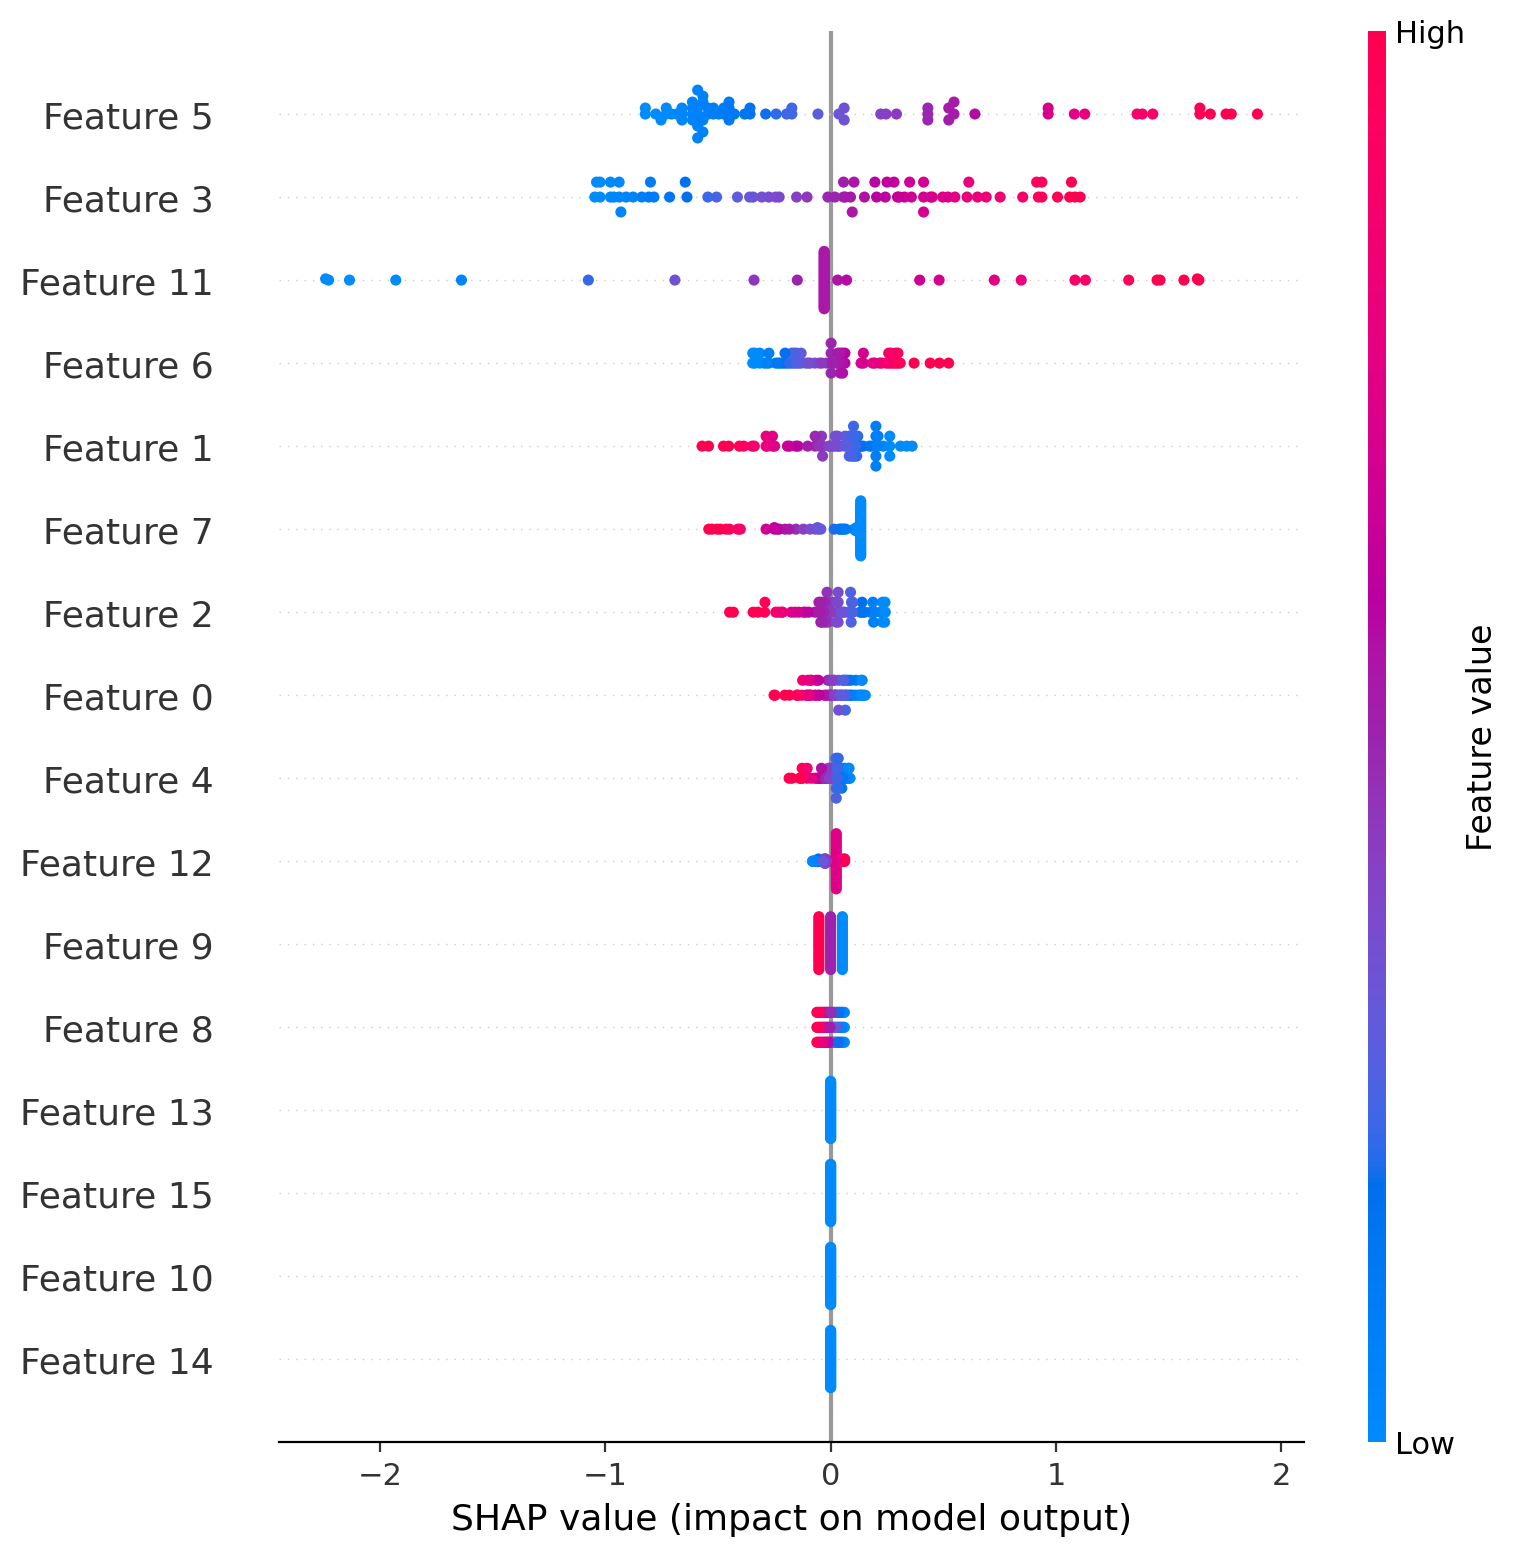 High
Feature 5
Feature 3
Feature 11
Feature 6
Feature 1
Feature 7
Feature 2
Feature 0
Feature 4
Feature 12
Feature 9
Feature 8
Feature 13
Feature 15
Feature 10
Feature 14
Feature value
Low
−2 −1 0 1 2
SHAP value (impact on model output)